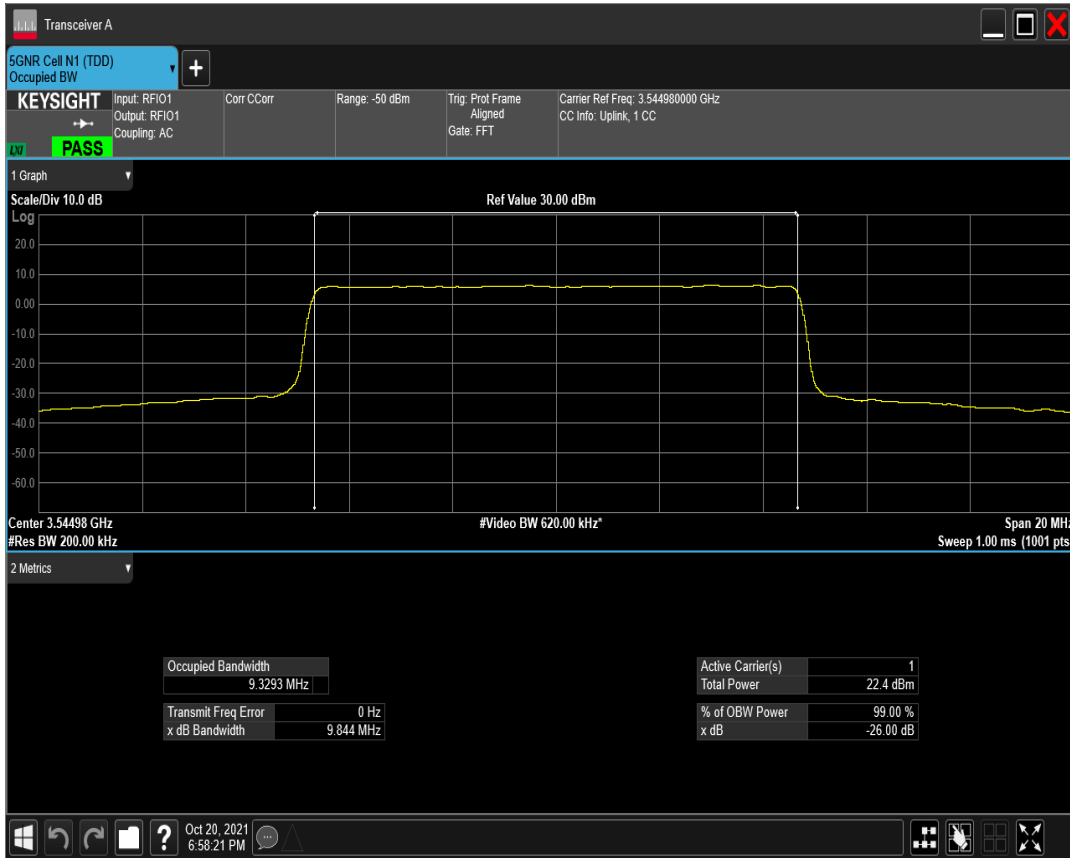 Transceiver A
5GNR Cell N1 (TDD)
Occupied BW
+
KEYSIGHT
LXI
PASS
Input: RFIO1
Output: RFIO1
Coupling: AC
Corr CCorr
Range: -50 dBm
Trig: Prot Frame
Aligned
Gate: FFT
Carrier Ref Freq: 3.544980000 GHz
CC Info: Uplink, 1 CC
1 Graph
Scale/Div 10.0 dB
Ref Value 30.00 dBm
Log
20.0
10.0
0.00
-10.0
-20.0
-30.0
-40.0
-50.0
-60.0
Center 3.54498 GHz
#Video BW 620.00 kHz*
Span 20 MHz
#Res BW 200.00 kHz
Sweep 1.00 ms (1001 pts
2 Metrics
Occupied Bandwidth
9.3293 MHz
Transmit Freq Error 0 Hz
x dB Bandwidth 9.844 MHz
Active Carrier(s) 1
Total Power 22.4 dBm
% of OBW Power 99.00 %
x dB -26.00 dB
?
Oct 20, 2021
6:58:21 PM